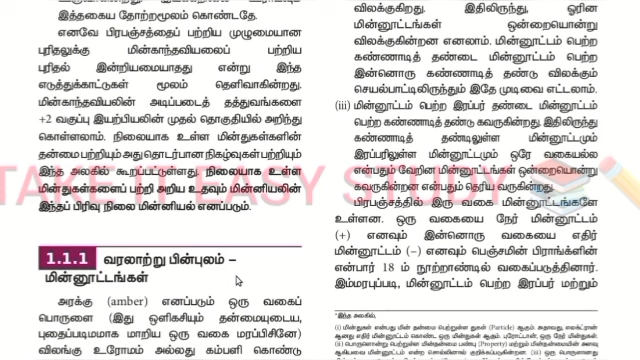 இத்தகைய தோற்றமூலம் கொண்டதே.
எனவே பிரபஞ்சத்தைப் பற்றிய முழுமையான
புரிதலுக்கு மின்காந்தவியலைப் பற்றிய
புரிதல் இன்றியமையாதது என்று இந்த
எடுத்துக்காட்டுகள் மூலம் தெளிவாகிறது.
மின்காந்தவியலின் அடிப்படைத் தத்துவங்களை
+2 வகுப்பு இயற்பியலின் முதல் தொகுதியில் அறிந்து
கொள்ளலாம். நிலையாக உள்ள மின்துகள்களின்
தன்மை பற்றியும் அது தொடர்பான நிகழ்வுகள் பற்றியும்
இந்த அலகில் கூறப்பட்டுள்ளது. நிலையாக உள்ள
மின்துகள்களைப் பற்றி அறிய உதவும் மின்னியலின்
இந்தப் பிரிவு நிலை மின்னியல் எனப்படும்.
1.1.1 வரலாற்று பின்புலம் –
மின்னூட்டங்கள்
அரக்கு (amber) எனப்படும் ஒரு வகைப்
பொருளை (இது ஒளிகசியும் தன்மையுடைய,
புதைப்படிமமாக மாறிய ஒரு வகை மரப்பிசினே)
விலங்கு உரோமம் அல்லது கம்பளி கொண்டு
விலக்குகிறது. இதிலிருந்து, ஓரின
மின்னூட்டங்கள் ஒன்றையொன்று
விலக்குகின்றன எனலாம். மின்னூட்டம் பெற்ற
கண்ணாடித் தண்டை மின்னூட்டம் பெற்ற
இன்னொரு கண்ணாடித் தண்டு விலக்கும்
செயல்பாட்டிலிருந்தும் இதே முடிவை எட்டலாம்.
(iii) மின்னூட்டம் பெற்ற இரப்பர் தண்டை மின்னூட்டம்
பெற்ற கண்ணாடித் தண்டு கவருகின்றது. இதிலிருந்து
கண்ணாடித் தண்டிலுள்ள மின்னூட்டமும்
இரப்பரிலுள்ள மின்னூட்டமும் ஒரே வகையல்ல
என்பதும் வேறின மின்னூட்டங்கள் ஒன்றையொன்று
கவருகின்றன என்பதும் தெரிய வருகின்றது.
பிரபஞ்சத்தில் இரு வகை மின்னூட்டங்களே
உள்ளன. ஒரு வகையை நேர் மின்னூட்டம்
(+) எனவும் இன்னொரு வகையை எதிர்
மின்னூட்டம் (−) எனவும் பெஞ்சமின் பிராங்க்ளின்
என்பார் 18 ம் நூற்றாண்டில் வகைப்படுத்தினார்.
இம்மரபுப்படி, மின்னூட்டம் பெற்ற இரப்பர் மற்றும்
*இந்த அலகில்,
TAKE IT EASY STUDY